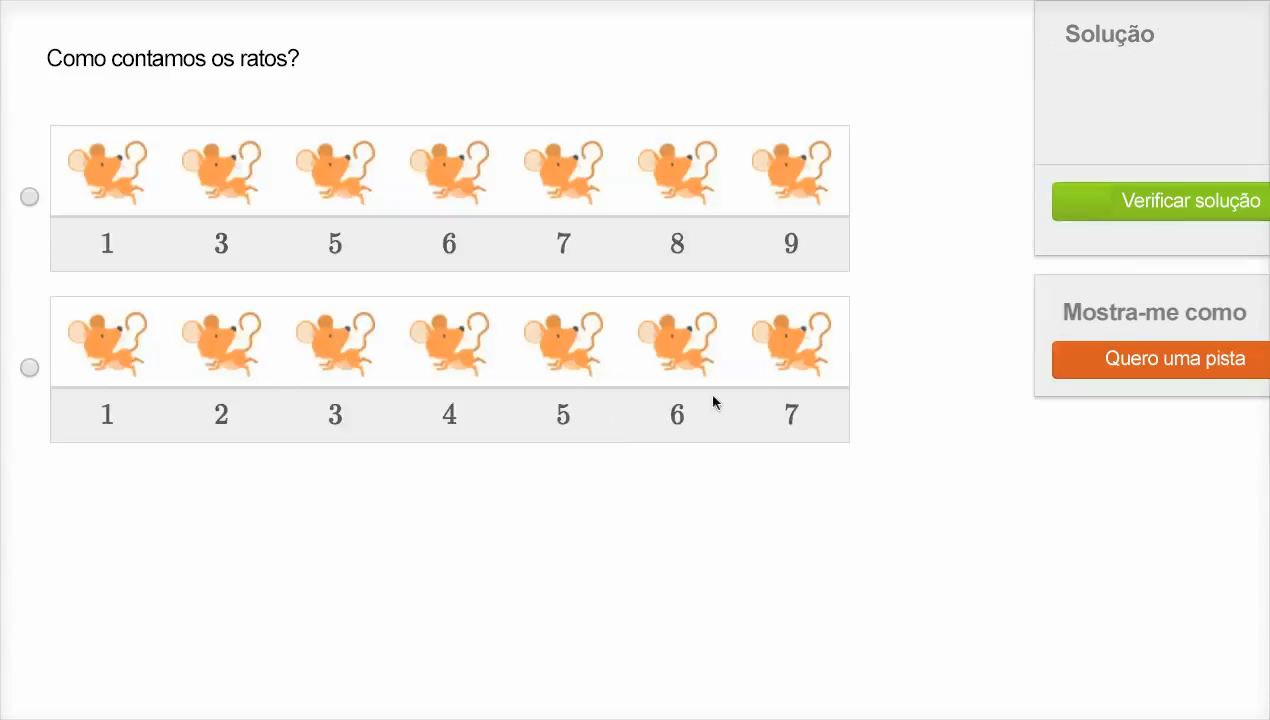 Como contamos os ratos?
1 3 5 6 7 8 9
1 2 3 4 5 6 7
Solução
Verificar solução
Mostra-me como
Quero uma pista